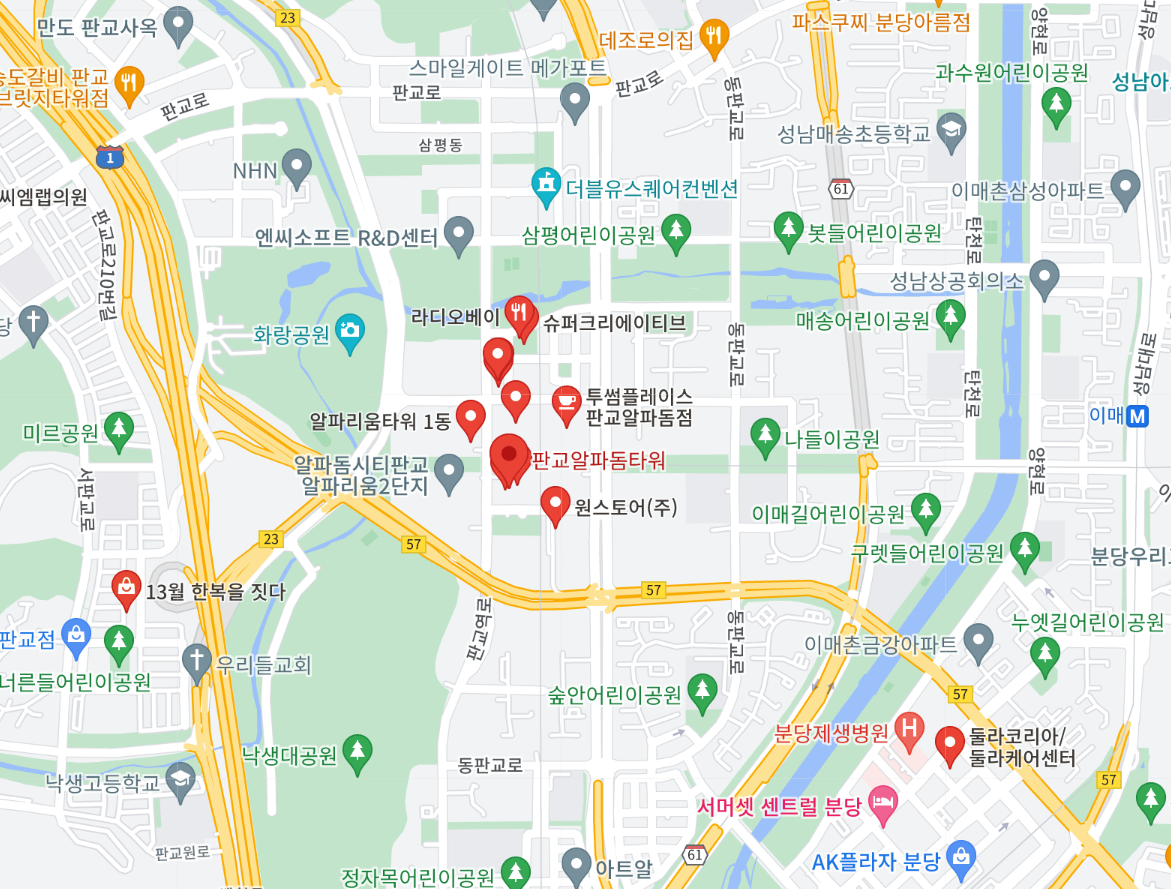 만도 판교사옥
23
데조로의집
파스쿠찌 분당아름점
양현로
송도갈비 판교
브릿지타워점
스마일게이트 메가포트
판교로
판교로
판교로
동판교로
과수원어린이공원
삼평동
성남매송초등학교
1
NHN
씨엠랩의원
더블유스퀘어컨벤션
61
이매촌삼성아파트
판교로210번길
엔씨소프트 R&D센터
삼평어린이공원
봇들어린이공원
탄천로
성남상공회의소
당
라디오베이
슈퍼크리에이티브
화랑공원
매송어린이공원
동판교로
성남대로
탄천로
투썸플레이스
판교알파돔점
이매
M
알파리움타워 1동
미르공원
나들이공원
판교알파돔타워
알파돔시티판교
알파리움2단지
양현로
서판교로
원스토어(주)
이매길어린이공원
23
57
구렛들어린이공원
57
13월 한복을 짓다
판교역로
동판교로
누엣길어린이공원
판교점
우리들교회
이매촌금강아파트
너른들어린이공원
숲안어린이공원
57
분당제생병원
H
둘라코리아/
둘라케어센터
낙생대공원
동판교로
낙생고등학교
57
서머셋 센트럴 분당
판교원로
61
AK플라자 분당
아트알
정자목어린이공원